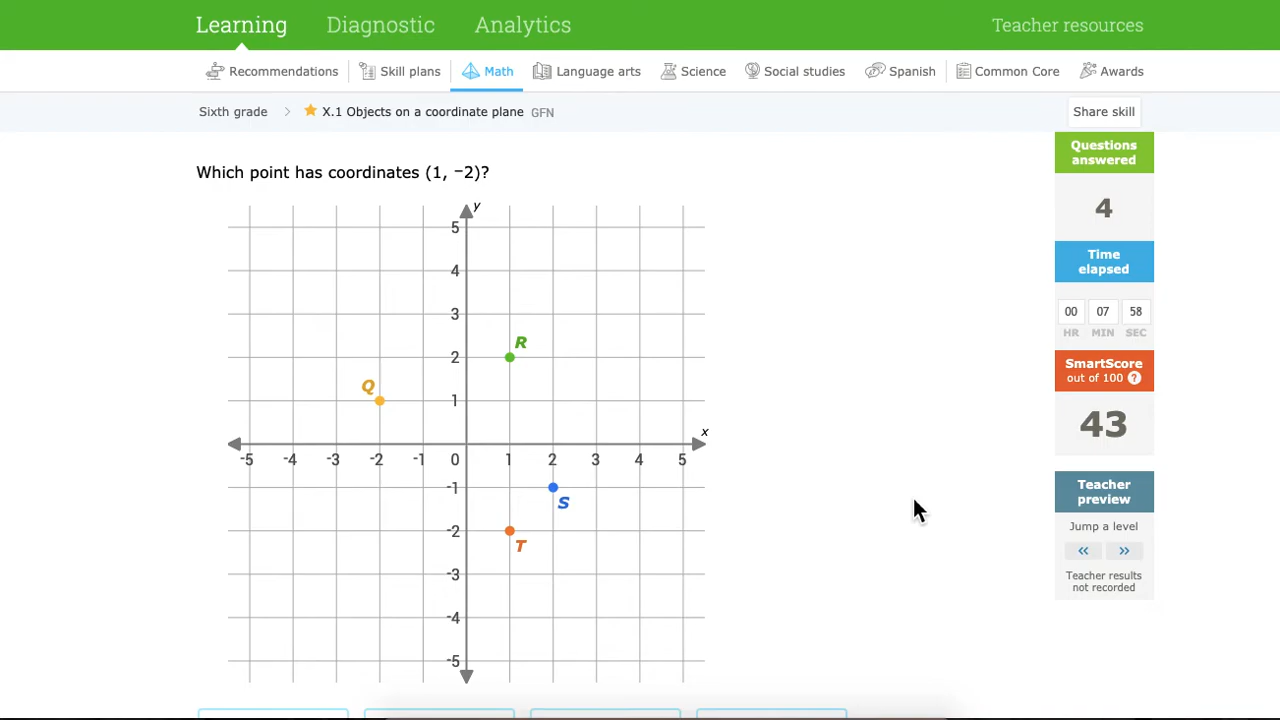 Learning Diagnostic Analytics Teacher resources
Recommendations Skill plans Math Language arts Science Social studies Spanish Common Core Awards
Sixth grade > X.1 Objects on a coordinate plane GFN Share skill
Questions
answered
4
Time
elapsed
00 07 58
HR MIN SEC
SmartScore
out of 100 ?
43
Teacher
preview
Jump a level
<< >>
Teacher results
not recorded
Which point has coordinates (1, −2)?
y
5
4
3
R
2
Q
1
x
-5 -4 -3 -2 -1 0 1 2 3 4 5
-1
S
-2
T
-3
-4
-5